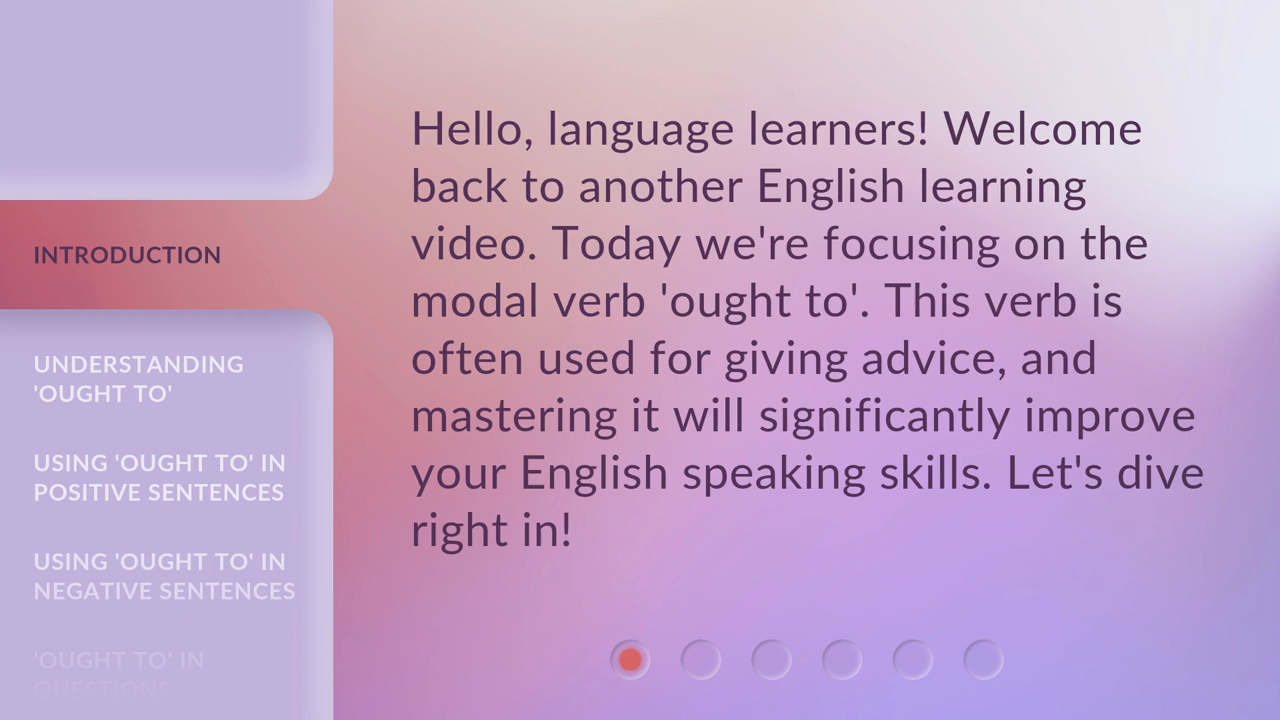 INTRODUCTION
UNDERSTANDING
'OUGHT TO'
USING 'OUGHT TO' IN
POSITIVE SENTENCES
USING 'OUGHT TO' IN
NEGATIVE SENTENCES
'OUGHT TO' IN
QUESTIONS
Hello, language learners! Welcome
back to another English learning
video. Today we're focusing on the
modal verb 'ought to'. This verb is
often used for giving advice, and
mastering it will significantly improve
your English speaking skills. Let's dive
right in!